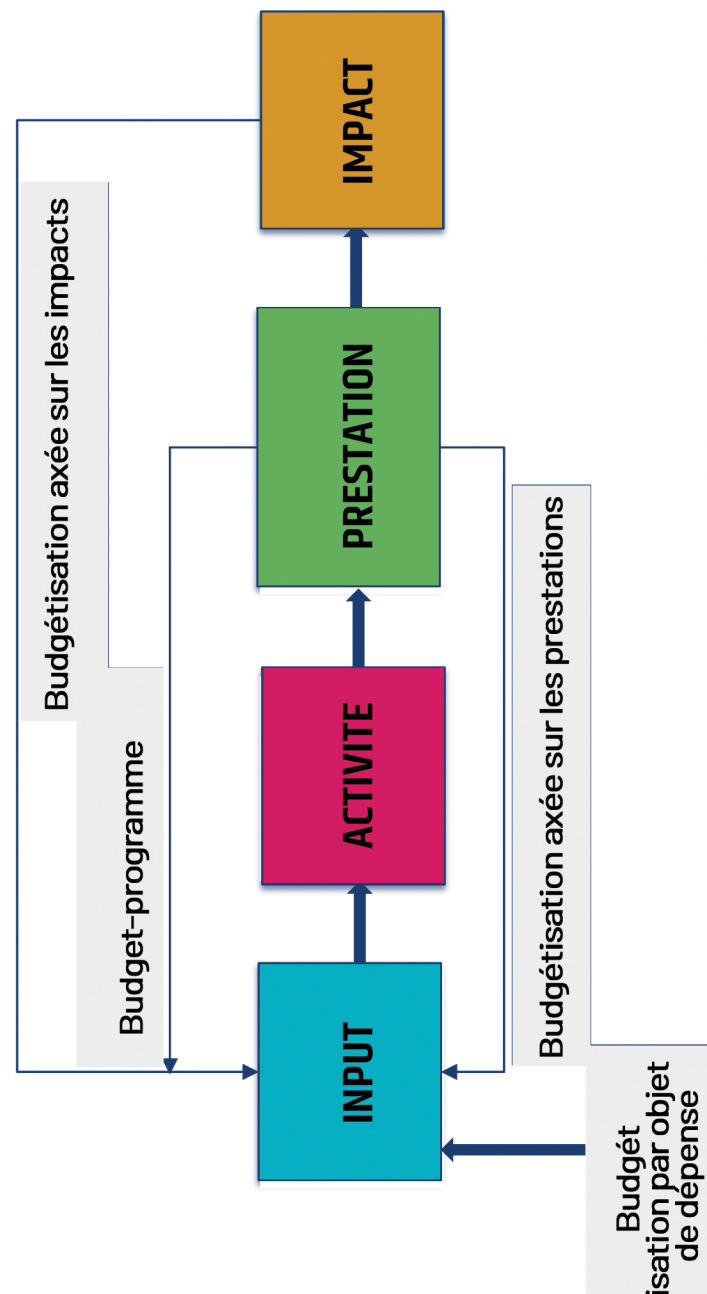 Budgétisation axée sur les impacts
Budget-programme
INPUT
ACTIVITE
PRESTATION
IMPACT
Budgétisation axée sur les prestations
Budgét
isation par objet
de dépense